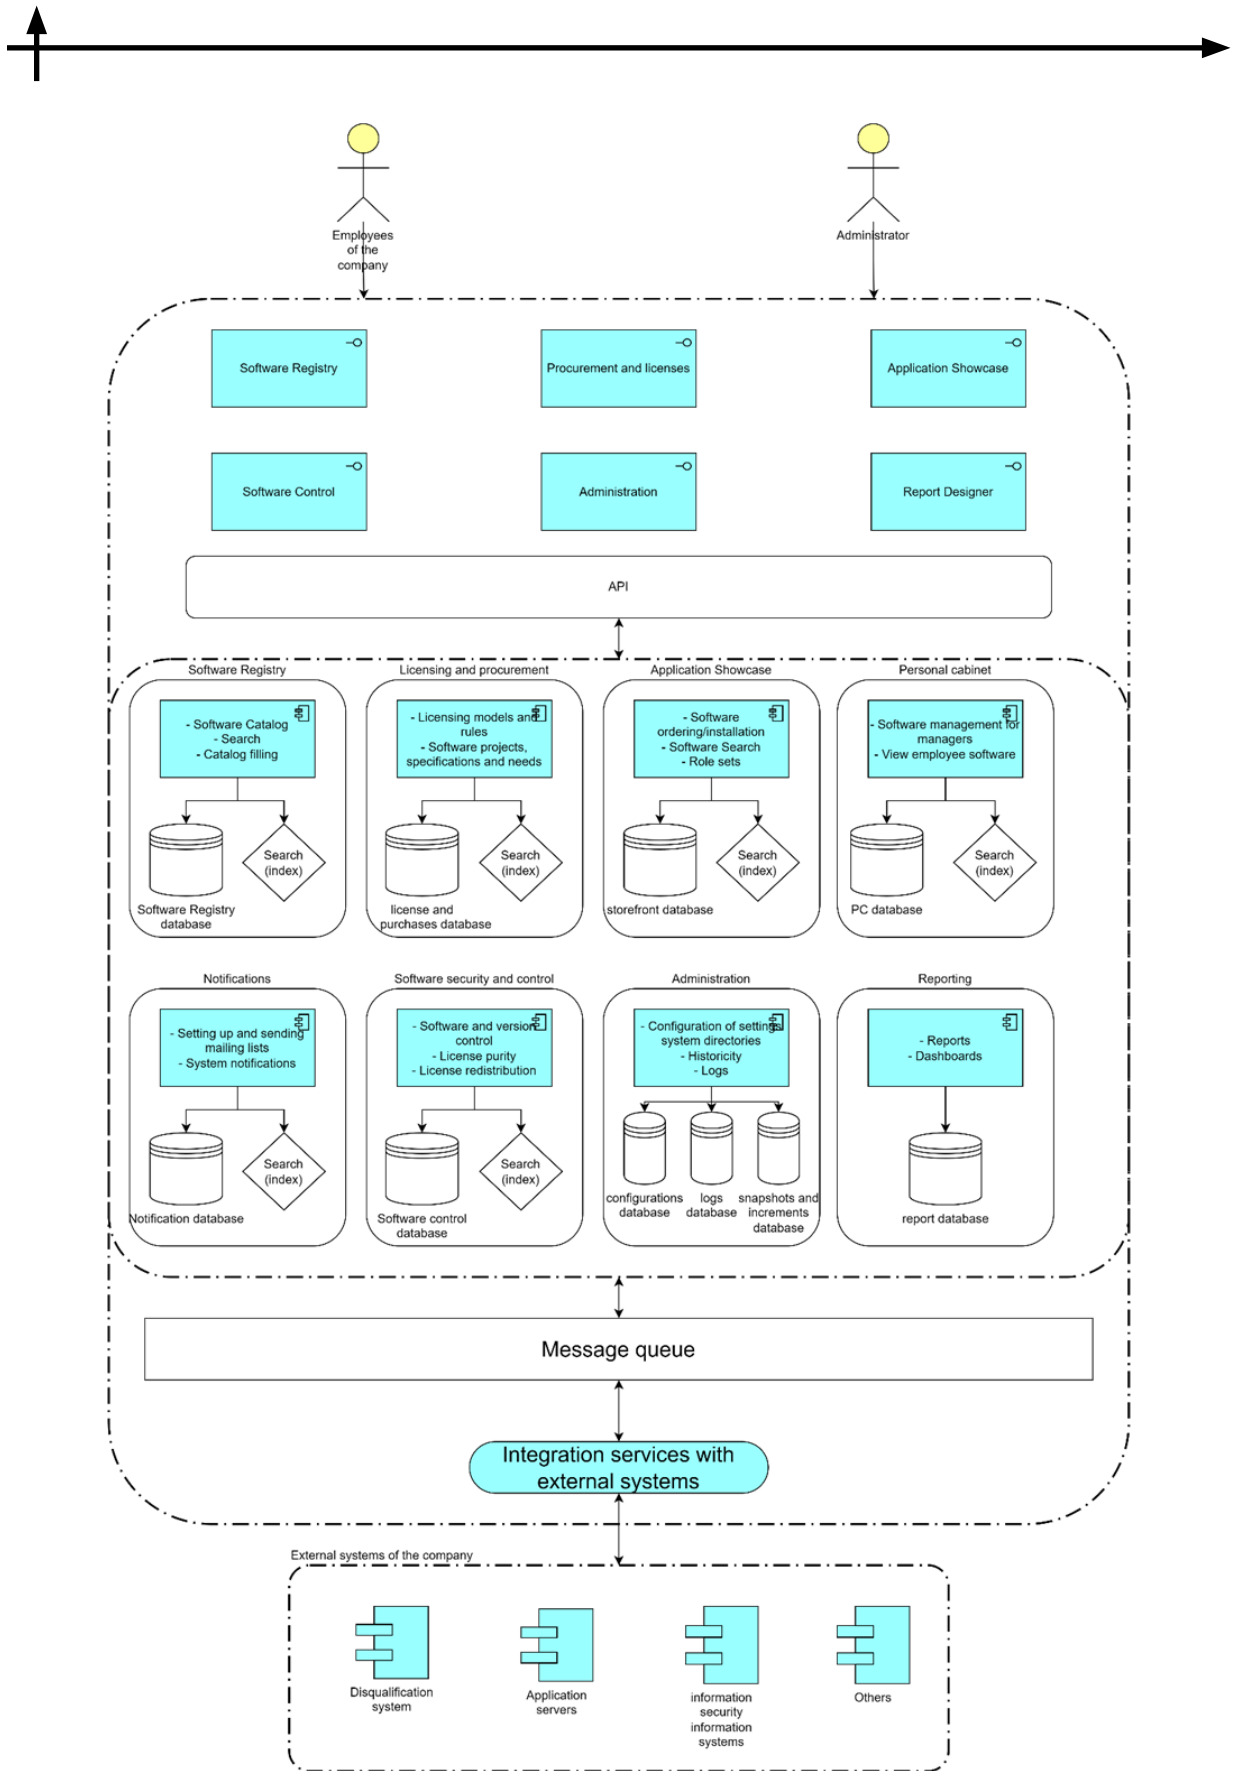 Employees
of the
company
Administrator
Software Registry
Procurement and licenses
Application Showcase
Software Control
Administration
Report Designer
API
Software Registry
Licensing and procurement
Application Showcase
Personal cabinet
- Software Catalog
- Search
- Catalog filling
- Licensing models and
rules
- Software projects,
specifications and needs
- Software
ordering/installation
- Software Search
- Role sets
- Software management for
managers
- View employee software
Search
(index)
Search
(index)
Search
(index)
Search
(index)
Software Registry
database
license and
purchases database
storefront database
PC database
Notifications
Software security and control
Administration
Reporting
- Setting up and sending
mailing lists
- System notifications
- Software and version
control
- License purity
- License redistribution
- Configuration of settings
system directories
- Historicity
- Logs
- Reports
- Dashboards
Search
(index)
Search
(index)
Notification database
Software control
database
configurations
database
logs
database
snapshots and
increments
database
report database
Message queue
Integration services with
external systems
External systems of the company
Disqualification
system
Application
servers
information
security
information
systems
Others